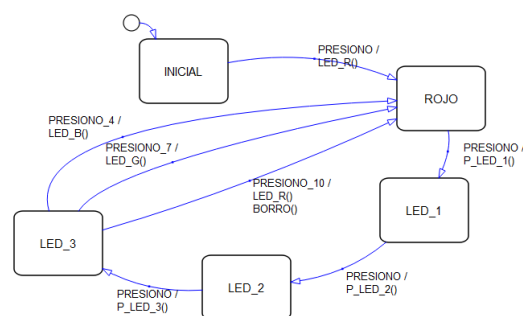 PRESIONO /
LED_R()
INICIAL
ROJO
PRESIONO_4 /
LED_B()
PRESIONO_7 /
LED_G()
PRESIONO /
P_LED_1()
PRESIONO_10 /
LED_R()
BORRO()
LED_1
LED_3
LED_2
PRESIONO /
P_LED_2()
PRESIONO /
P_LED_3()